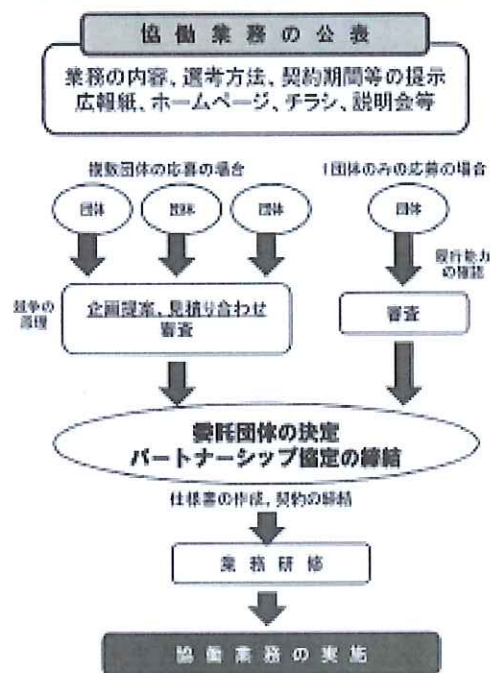 協働業務の公表
業務の内容、選考方法、契約期間等の提示
広報紙、ホームページ、チラシ、説明会等
複数団体の応募の場合
1団体のみの応募の場合
団体
団体
団体
団体
競争の
原理
企画提案、見積り合わせ
審査
履行能力
の確認
審査
委託団体の決定
パートナーシップ協定の締結
仕様書の作成、契約の締結
業務研修
協働業務の実施